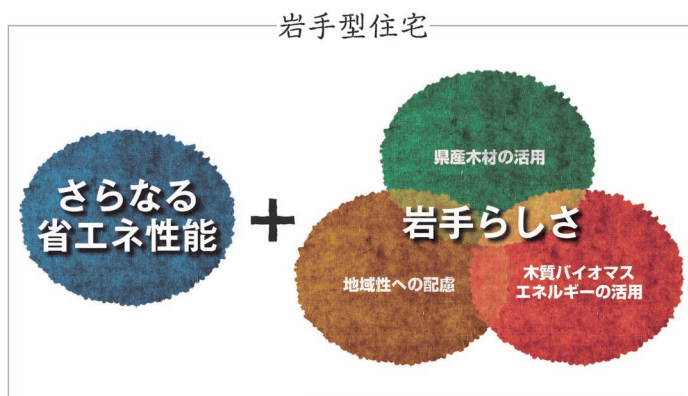 岩手型住宅
さらなる
省エネ性能
+
県産木材の活用
岩手らしさ
地域性への配慮
木質バイオマス
エネルギーの活用